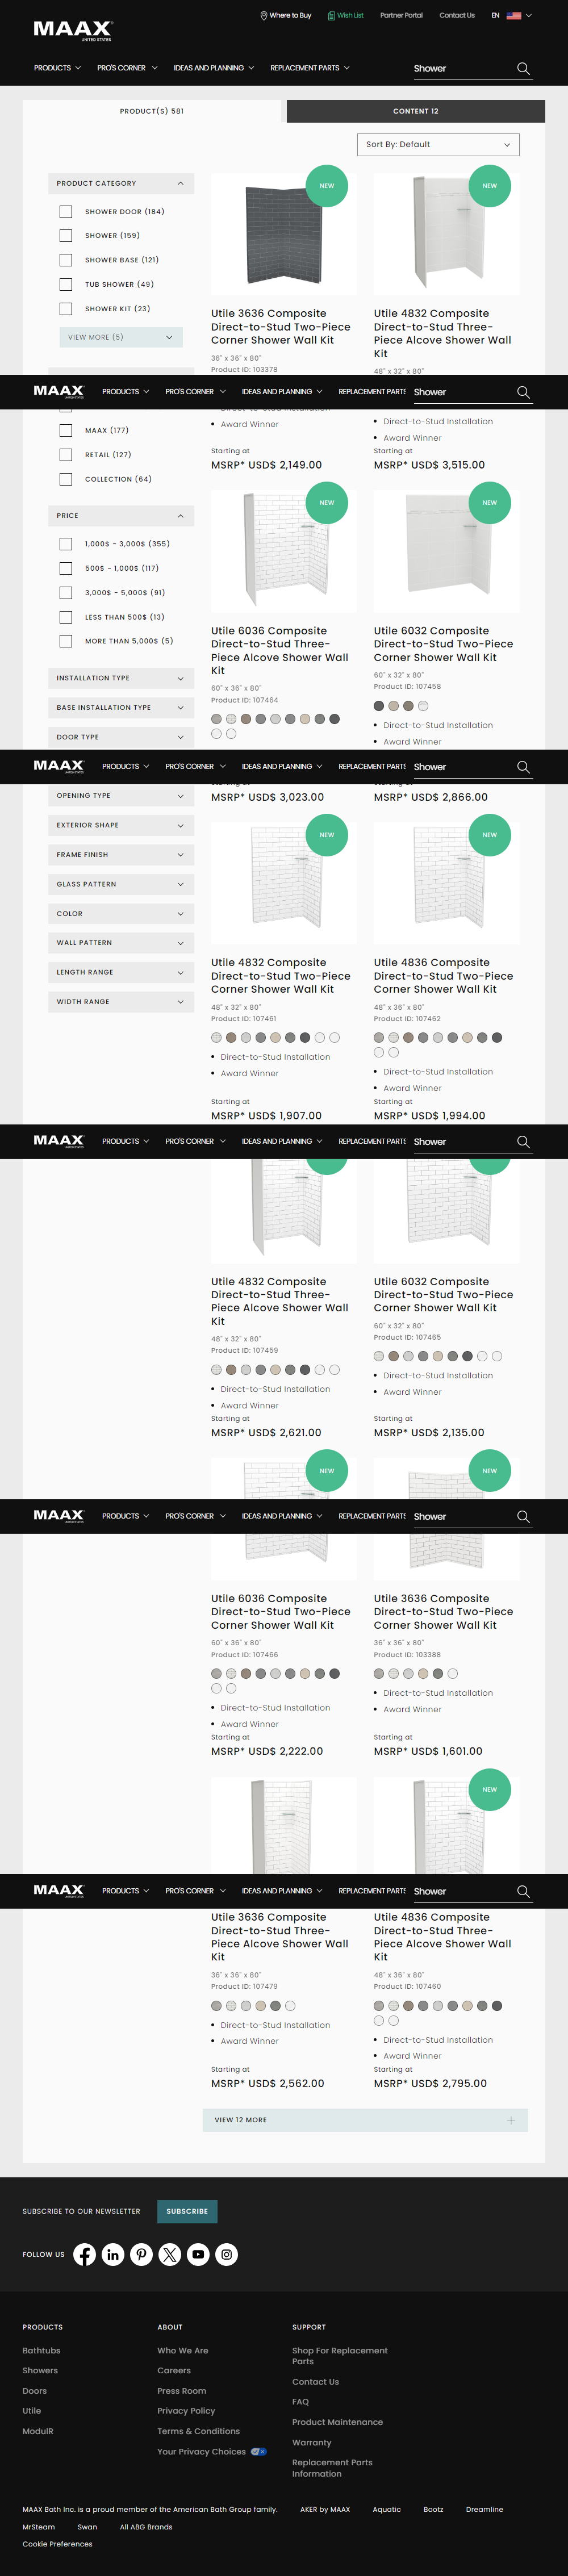 Where to Buy Wish List Partner Portal Contact Us EN
MAAX
UNITED STATES
PRODUCTS PRO'S CORNER IDEAS AND PLANNING REPLACEMENT PARTS Shower
PRODUCT(S) 581 CONTENT 12
Sort By: Default
PRODUCT CATEGORY
SHOWER DOOR (184)
SHOWER (159)
SHOWER BASE (121)
TUB SHOWER (49)
SHOWER KIT (23)
VIEW MORE (5)
NEW
NEW
Utile 3636 Composite
Direct-to-Stud Two-Piece
Corner Shower Wall Kit
36" x 36" x 80"
Product ID: 103378
Utile 4832 Composite
Direct-to-Stud Three-
Piece Alcove Shower Wall
Kit
48" x 32" x 80"
MAAX PRODUCTS PRO'S CORNER IDEAS AND PLANNING REPLACEMENT PARTS Shower
UNITED STATES
MAAX (177)
RETAIL (127)
COLLECTION (64)
PRICE
1,000$ - 3,000$ (355)
500$ - 1,000$ (117)
3,000$ - 5,000$ (91)
LESS THAN 500$ (13)
MORE THAN 5,000$ (5)
INSTALLATION TYPE
BASE INSTALLATION TYPE
DOOR TYPE
Direct-to-Stud Installation
Award Winner
Starting at
MSRP* USD$ 2,149.00
Direct-to-Stud Installation
Award Winner
Starting at
MSRP* USD$ 3,515.00
NEW
NEW
Utile 6036 Composite
Direct-to-Stud Three-
Piece Alcove Shower Wall
Kit
60" x 36" x 80"
Product ID: 107464
Utile 6032 Composite
Direct-to-Stud Two-Piece
Corner Shower Wall Kit
60" x 32" x 80"
Product ID: 107458
Direct-to-Stud Installation
Award Winner
MAAX PRODUCTS PRO'S CORNER IDEAS AND PLANNING REPLACEMENT PARTS Shower
UNITED STATES
OPENING TYPE
EXTERIOR SHAPE
FRAME FINISH
GLASS PATTERN
COLOR
WALL PATTERN
LENGTH RANGE
WIDTH RANGE
MSRP* USD$ 3,023.00
MSRP* USD$ 2,866.00
NEW
NEW
Utile 4832 Composite
Direct-to-Stud Two-Piece
Corner Shower Wall Kit
48" x 32" x 80"
Product ID: 107461
Direct-to-Stud Installation
Award Winner
Starting at
MSRP* USD$ 1,907.00
Utile 4836 Composite
Direct-to-Stud Two-Piece
Corner Shower Wall Kit
48" x 36" x 80"
Product ID: 107462
Direct-to-Stud Installation
Award Winner
Starting at
MSRP* USD$ 1,994.00
MAAX PRODUCTS PRO'S CORNER IDEAS AND PLANNING REPLACEMENT PARTS Shower
UNITED STATES
Utile 4832 Composite
Direct-to-Stud Three-
Piece Alcove Shower Wall
Kit
48" x 32" x 80"
Product ID: 107459
Direct-to-Stud Installation
Award Winner
Starting at
MSRP* USD$ 2,621.00
Utile 6032 Composite
Direct-to-Stud Two-Piece
Corner Shower Wall Kit
60" x 32" x 80"
Product ID: 107465
Direct-to-Stud Installation
Award Winner
Starting at
MSRP* USD$ 2,135.00
NEW
NEW
MAAX PRODUCTS PRO'S CORNER IDEAS AND PLANNING REPLACEMENT PARTS Shower
UNITED STATES
Utile 6036 Composite
Direct-to-Stud Two-Piece
Corner Shower Wall Kit
60" x 36" x 80"
Product ID: 107466
Direct-to-Stud Installation
Award Winner
Starting at
MSRP* USD$ 2,222.00
Utile 3636 Composite
Direct-to-Stud Two-Piece
Corner Shower Wall Kit
36" x 36" x 80"
Product ID: 103388
Direct-to-Stud Installation
Award Winner
Starting at
MSRP* USD$ 1,601.00
NEW
MAAX PRODUCTS PRO'S CORNER IDEAS AND PLANNING REPLACEMENT PARTS Shower
UNITED STATES
Utile 3636 Composite
Direct-to-Stud Three-
Piece Alcove Shower Wall
Kit
36" x 36" x 80"
Product ID: 107479
Direct-to-Stud Installation
Award Winner
Starting at
MSRP* USD$ 2,562.00
Utile 4836 Composite
Direct-to-Stud Three-
Piece Alcove Shower Wall
Kit
48" x 36" x 80"
Product ID: 107460
Direct-to-Stud Installation
Award Winner
Starting at
MSRP* USD$ 2,795.00
VIEW 12 MORE
SUBSCRIBE TO OUR NEWSLETTER SUBSCRIBE
FOLLOW US
PRODUCTS
Bathtubs
Showers
Doors
Utile
ModulR
ABOUT
Who We Are
Careers
Press Room
Privacy Policy
Terms & Conditions
Your Privacy Choices
SUPPORT
Shop For Replacement
Parts
Contact Us
FAQ
Product Maintenance
Warranty
Replacement Parts
Information
MAAX Bath Inc. is a proud member of the American Bath Group family. AKER by MAAX Aquatic Bootz Dreamline
MrSteam Swan All ABG Brands
Cookie Preferences